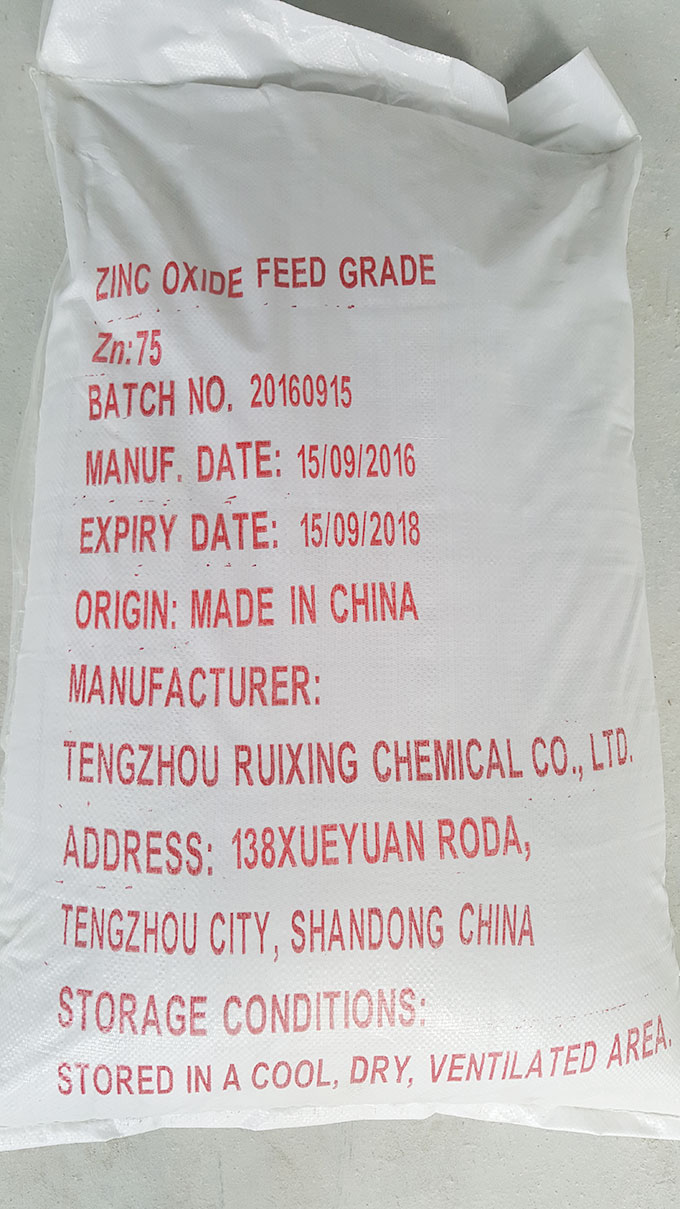 ZINC OXIDE FEED GRADE
Zn:75
BATCH NO. 20160915
MANUF. DATE: 15/09/2016
EXPIRY DATE: 15/09/2018
ORIGIN: MADE IN CHINA
MANUFACTURER:
TENGZHOU RUIXING CHEMICAL CO., LTD.
ADDRESS: 138XUEYUAN RODA,
TENGZHOU CITY, SHANDONG CHINA
STORAGE CONDITIONS:
STORED IN A COOL, DRY, VENTILATED AREA.